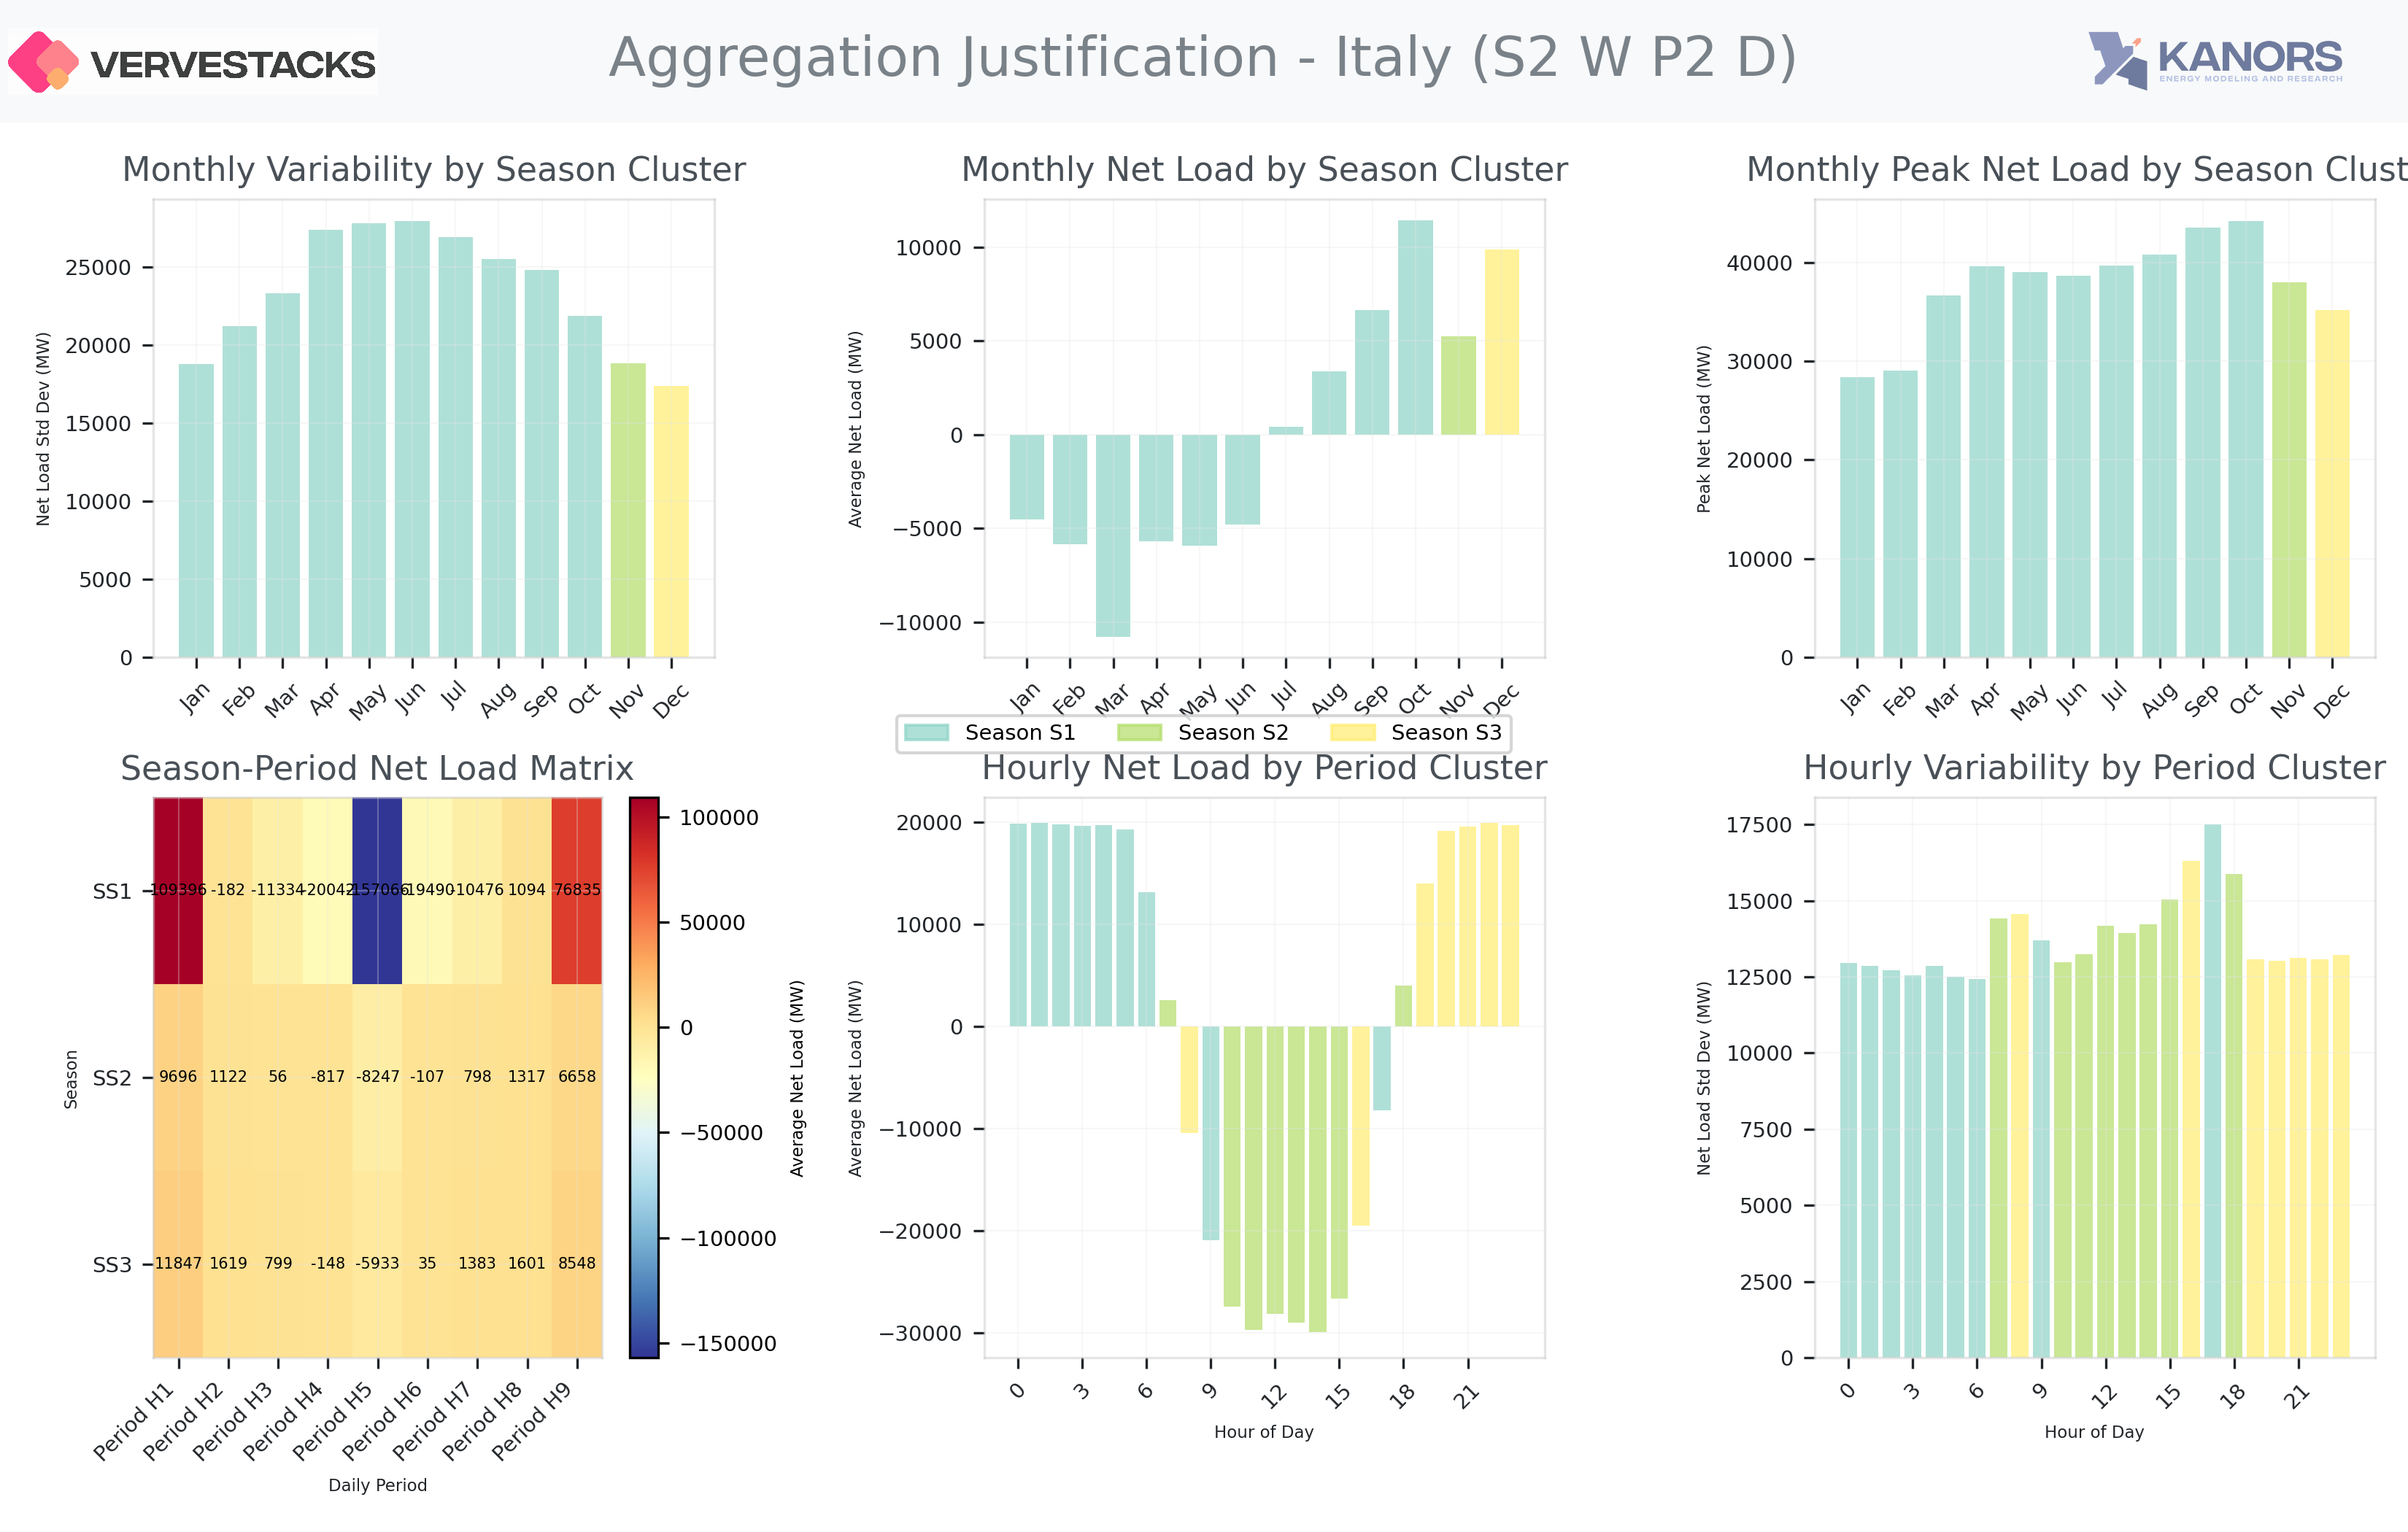 VERVESTACKS
Aggregation Justification - Italy (S2 W P2 D)
KANORS
ENERGY MODELING AND RESEARCH
Monthly Variability by Season Cluster
Net Load Std Dev (MW)
25000
20000
15000
10000
5000
0
Jan Feb Mar Apr May Jun Jul Aug Sep Oct Nov Dec
Monthly Net Load by Season Cluster
Average Net Load (MW)
10000
5000
0
−5000
−10000
Jan Feb Mar Apr May Jun Jul Aug Sep Oct Nov Dec
Monthly Peak Net Load by Season Clust
Peak Net Load (MW)
40000
30000
20000
10000
0
Jan Feb Mar Apr May Jun Jul Aug Sep Oct Nov Dec
Season S1 Season S2 Season S3
Season-Period Net Load Matrix
Season
SS1 109396 -182 -11334 -20042 -157066 -19490 -10476 1094 76835
SS2 9696 1122 56 -817 -8247 -107 798 1317 6658
SS3 11847 1619 799 -148 -5933 35 1383 1601 8548
Period H1 Period H2 Period H3 Period H4 Period H5 Period H6 Period H7 Period H8 Period H9
Daily Period
100000
50000
0
−50000
−100000
−150000
Average Net Load (MW)
Hourly Net Load by Period Cluster
Average Net Load (MW)
20000
10000
0
−10000
−20000
−30000
0 3 6 9 12 15 18 21
Hour of Day
Hourly Variability by Period Cluster
Net Load Std Dev (MW)
17500
15000
12500
10000
7500
5000
2500
0
0 3 6 9 12 15 18 21
Hour of Day